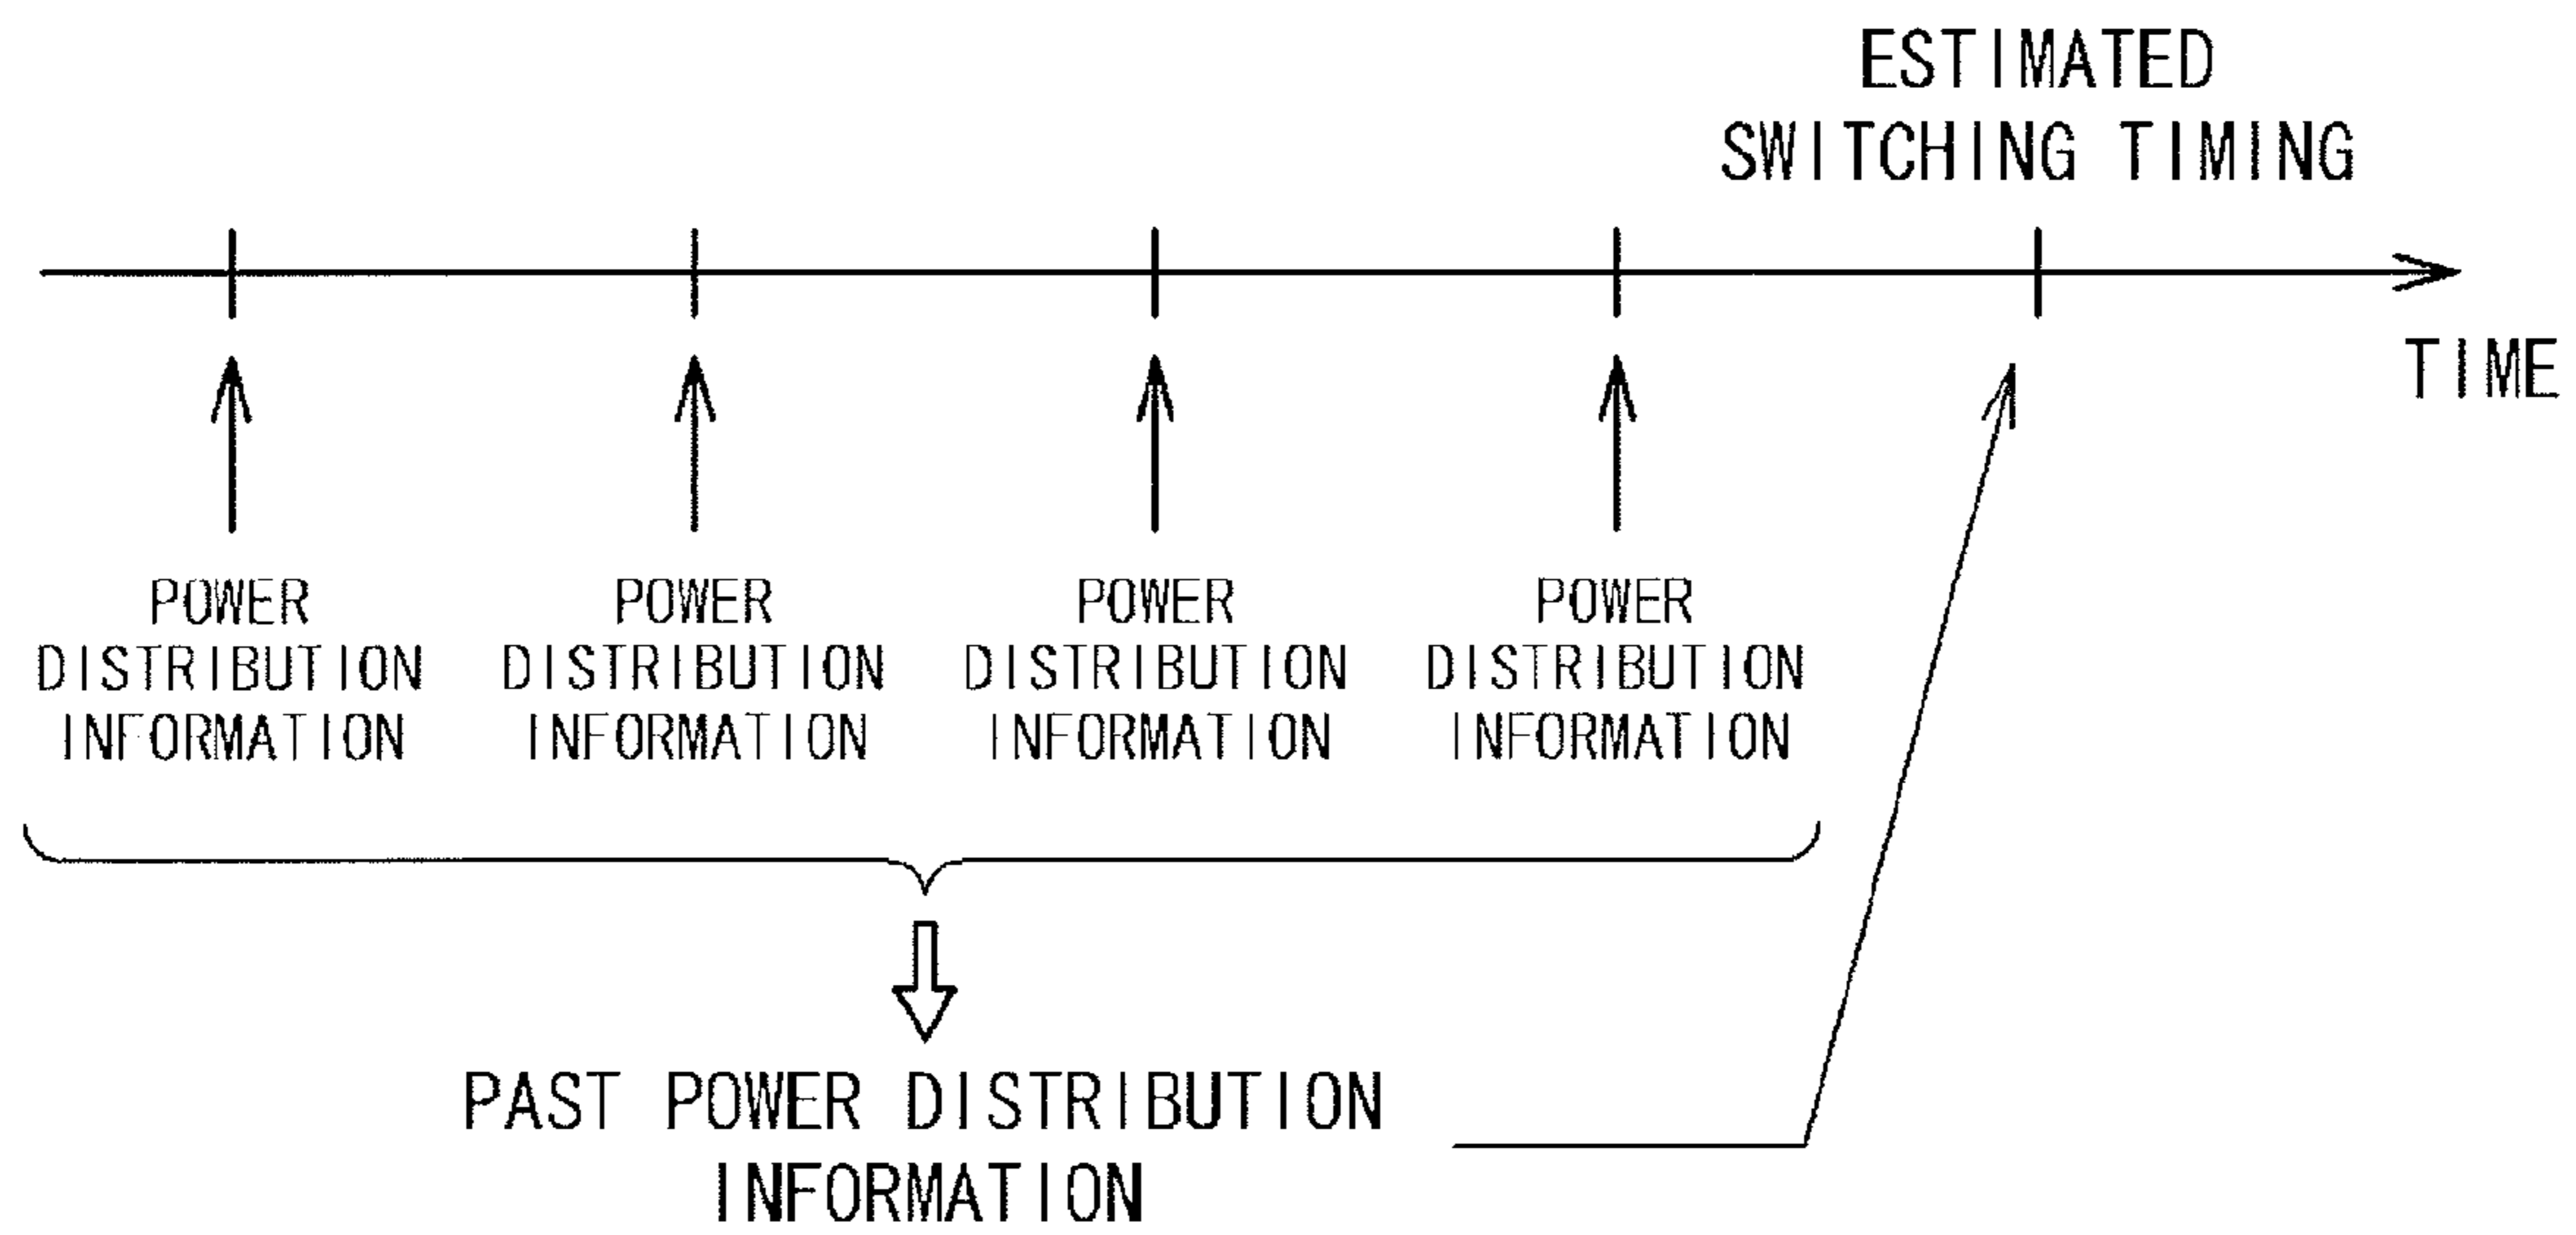 ESTIMATED
SWITCHING TIMING
TIME
POWER
DISTRIBUTION
INFORMATION
POWER
DISTRIBUTION
INFORMATION
POWER
DISTRIBUTION
INFORMATION
POWER
DISTRIBUTION
INFORMATION
PAST POWER DISTRIBUTION
INFORMATION